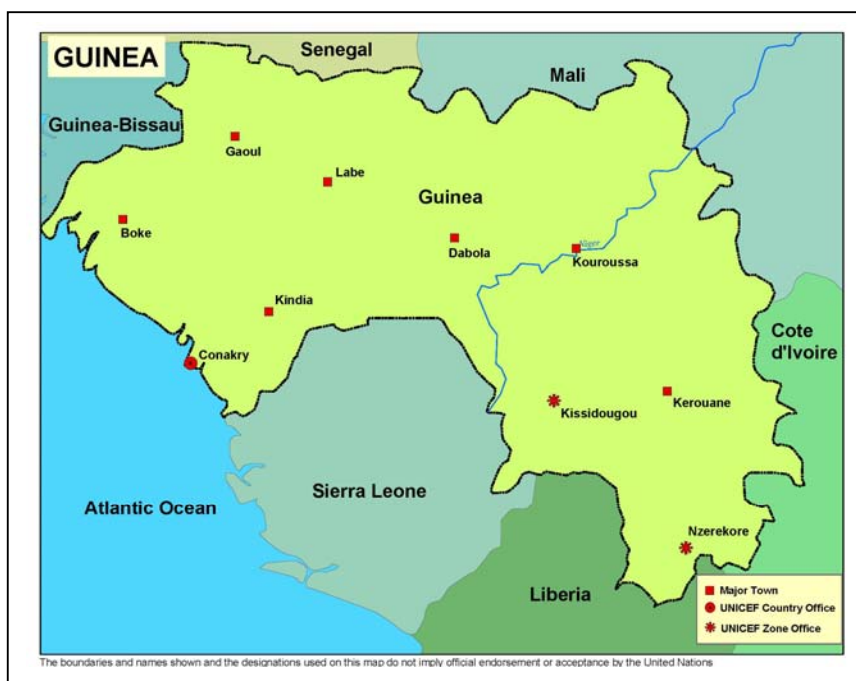 GUINEA
Senegal
Mali
Guinea-Bissau
Gaoul
Labe
Guinea
Boke
Dabola
Niger
Kouroussa
Kindia
Cote
d'Ivoire
Conakry
Kissidougou
Kerouane
Sierra Leone
Atlantic Ocean
Nzerekore
Liberia
Major Town
UNICEF Country Office
UNICEF Zone Office
The boundaries and names shown and the designations used on this map do not imply official endorsement or acceptance by the United Nations